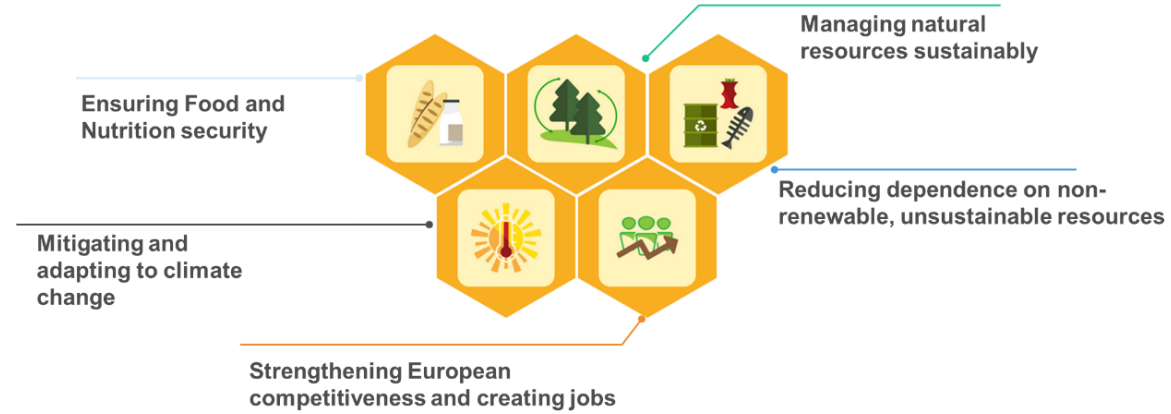 Managing natural
resources sustainably
Ensuring Food and
Nutrition security
Reducing dependence on non-
renewable, unsustainable resources
Mitigating and
adapting to climate
change
Strengthening European
competitiveness and creating jobs